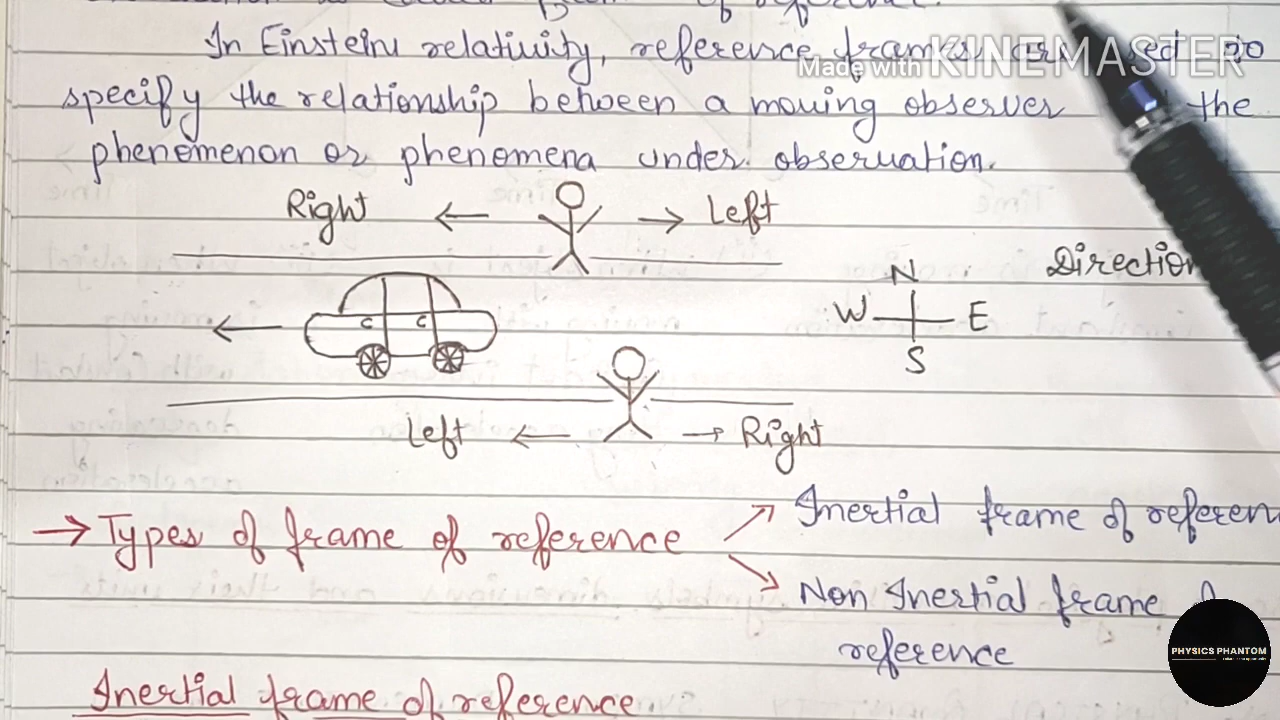 In Einsteins relativity, reference frames are used to
specify the relationship between a moving observer the
phenomenon or phenomena under observation.
Made with KINEMASTER
Right ← → Left
Direction
N
W E
S
c c
Left ← → Right
→ Types of frame of reference
Inertial frame of referen
Non Inertial frame of
reference
PHYSICS PHANTOM
Inertial frame of reference